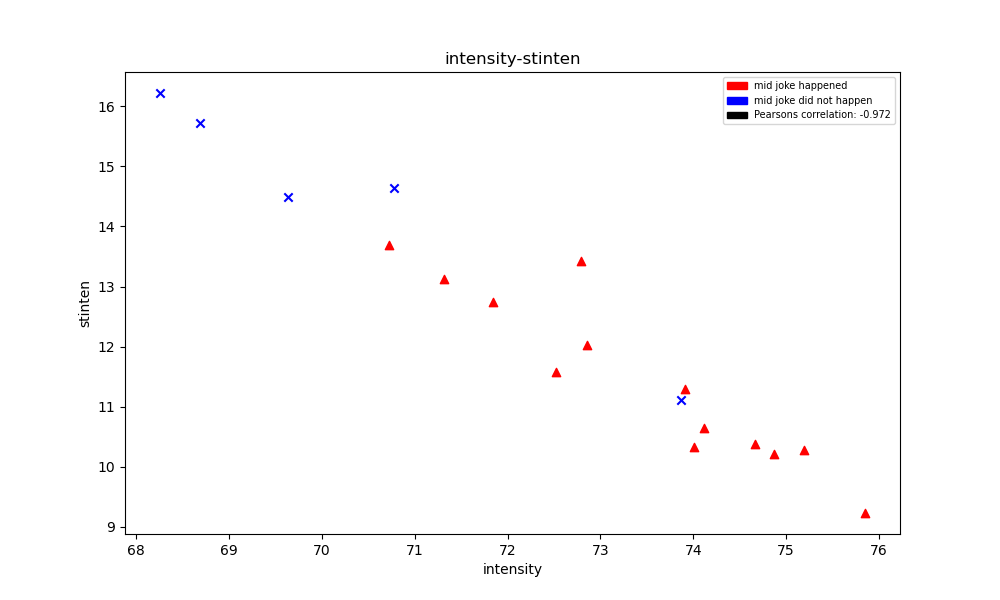 intensity-stinten
mid joke happened
mid joke did not happen
Pearsons correlation: -0.972
16
15
14
13
12
11
10
9
stinten
68 69 70 71 72 73 74 75 76
intensity